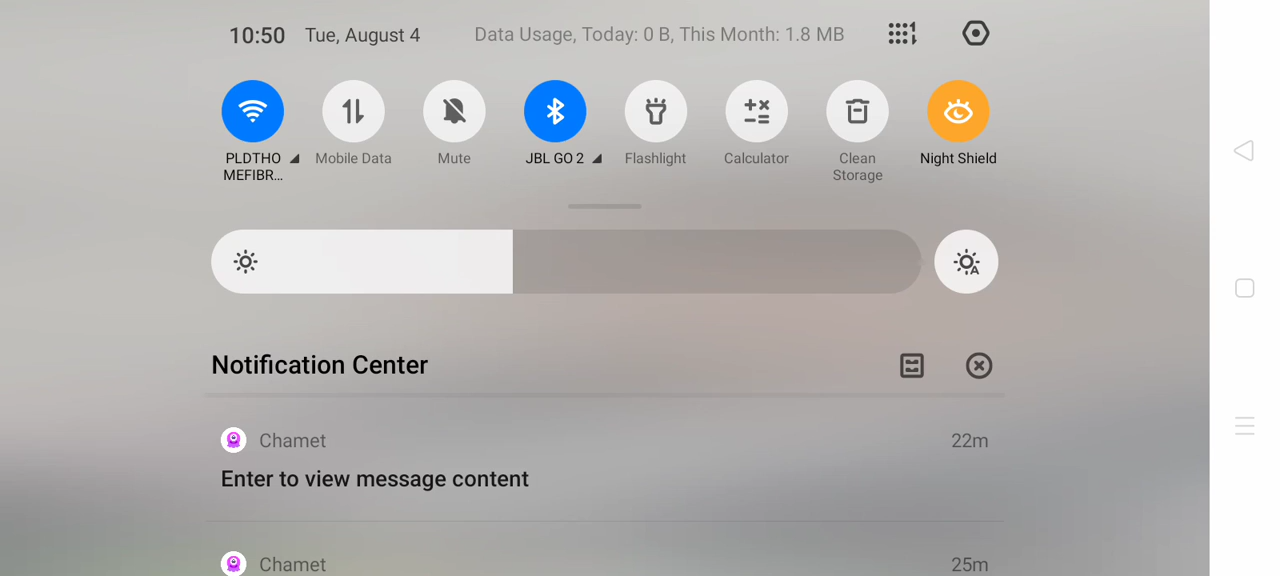 10:50 Tue, August 4 Data Usage, Today: 0 B, This Month: 1.8 MB
PLDTHO Mobile Data Mute JBL GO 2 Flashlight Calculator Clean Night Shield
MEFIBR... Storage
A
Notification Center
Chamet 22m
Enter to view message content
Chamet 25m